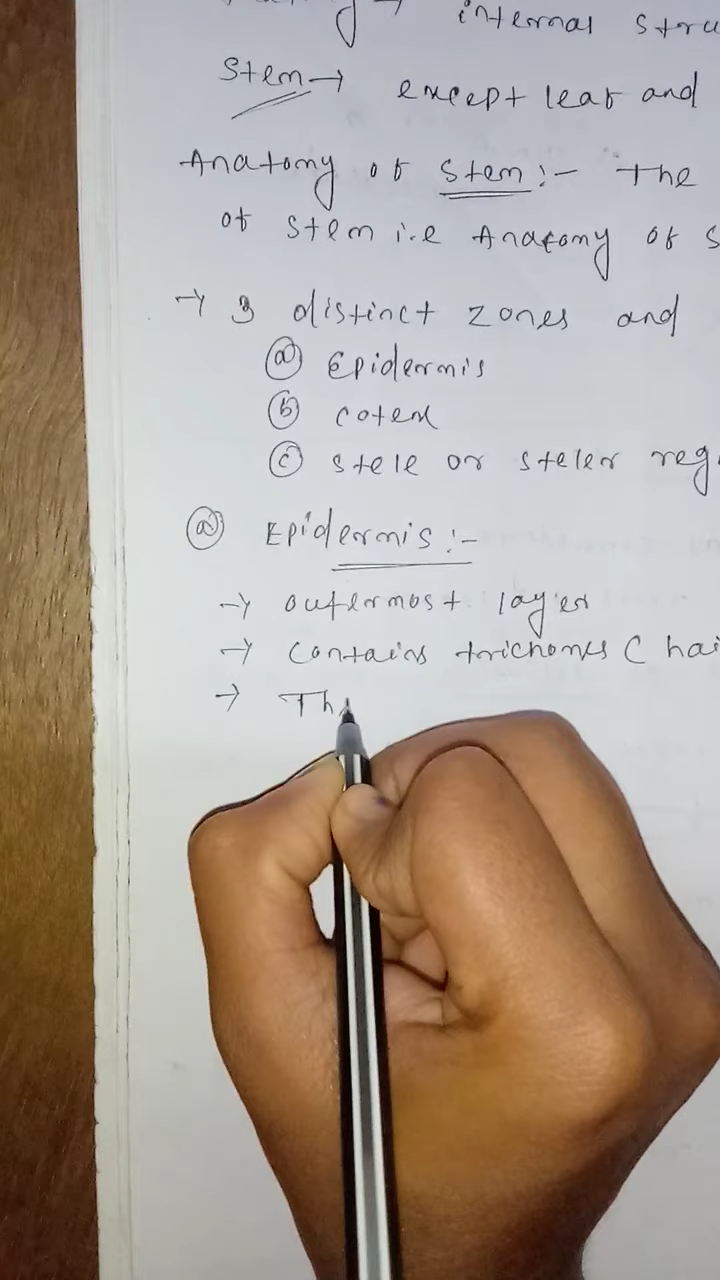 internal stru
Stem → except leaf and
Anatomy of Stem :- The
of stem i.e Anatomy of s
→ 3 distinct zones and
(a) Epidermis
(b) cotex
(c) stele or steler reg
(a) Epidermis :-
→ outermost layer
→ Contains trichomes ( hai
→ Th